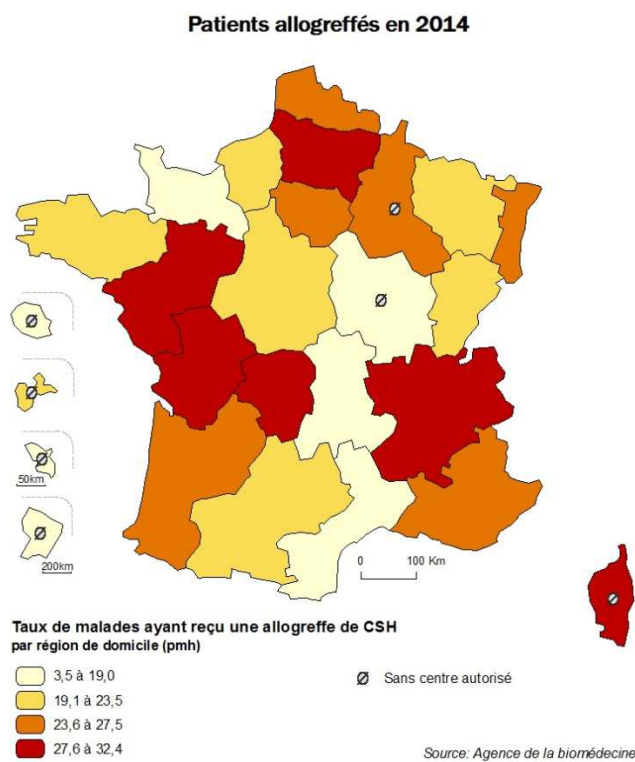 Patients allogreffés en 2014
50km
200km
0 100 Km
Taux de malades ayant reçu une allogreffe de CSH
par région de domicile (pmh)
3,5 à 19,0
19,1 à 23,5
23,6 à 27,5
27,6 à 32,4
Sans centre autorisé
Source: Agence de la biomédecine